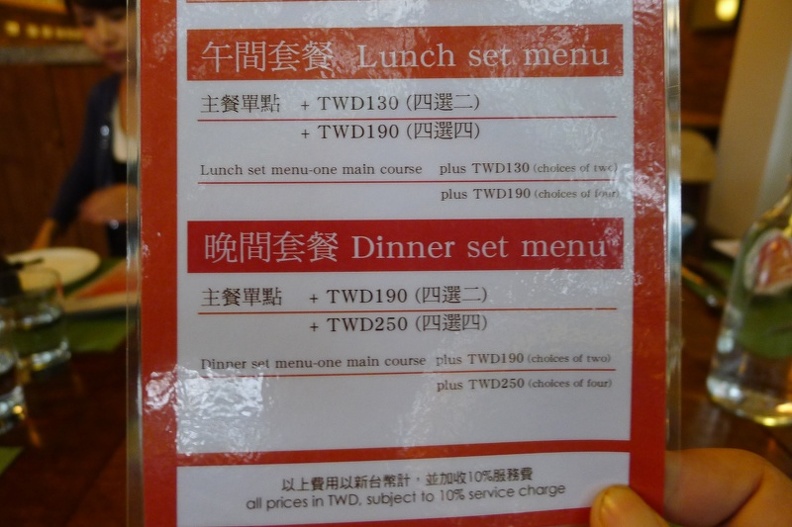 午間套餐 Lunch set menu
主餐單點 + TWD130 (四選二)
+ TWD190 (四選四)
Lunch set menu-one main course plus TWD130 (choices of two)
plus TWD190 (choices of four)
晚間套餐 Dinner set menu
主餐單點 + TWD190 (四選二)
+ TWD250 (四選四)
Dinner set menu-one main course plus TWD190 (choices of two)
plus TWD250 (choices of four)
以上費用以新台幣計，並加收10%服務費
all prices in TWD, subject to 10% service charge